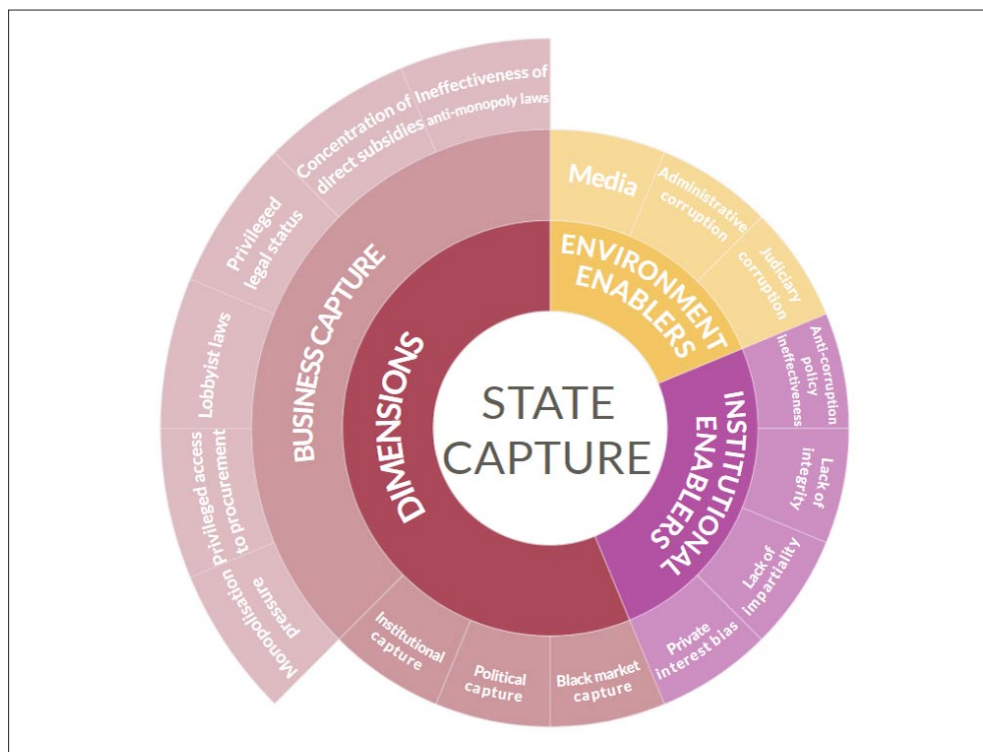 STATE
CAPTURE
ENVIRONMENT
ENABLERS
Media
Administrative
corruption
Judiciary
corruption
INSTITUTIONAL
ENABLERS
Anti-corruption
policy
ineffectiveness
Lack of
integrity
Lack of
impartiality
Private
interest bias
DIMENSIONS
Black market
capture
Political
capture
Institutional
capture
BUSINESS CAPTURE
Monopolisation
pressure
Privileged access
to procurement
Lobbyist laws
Privileged
legal status
Concentration of
direct subsidies
Ineffectiveness of
anti-monopoly laws